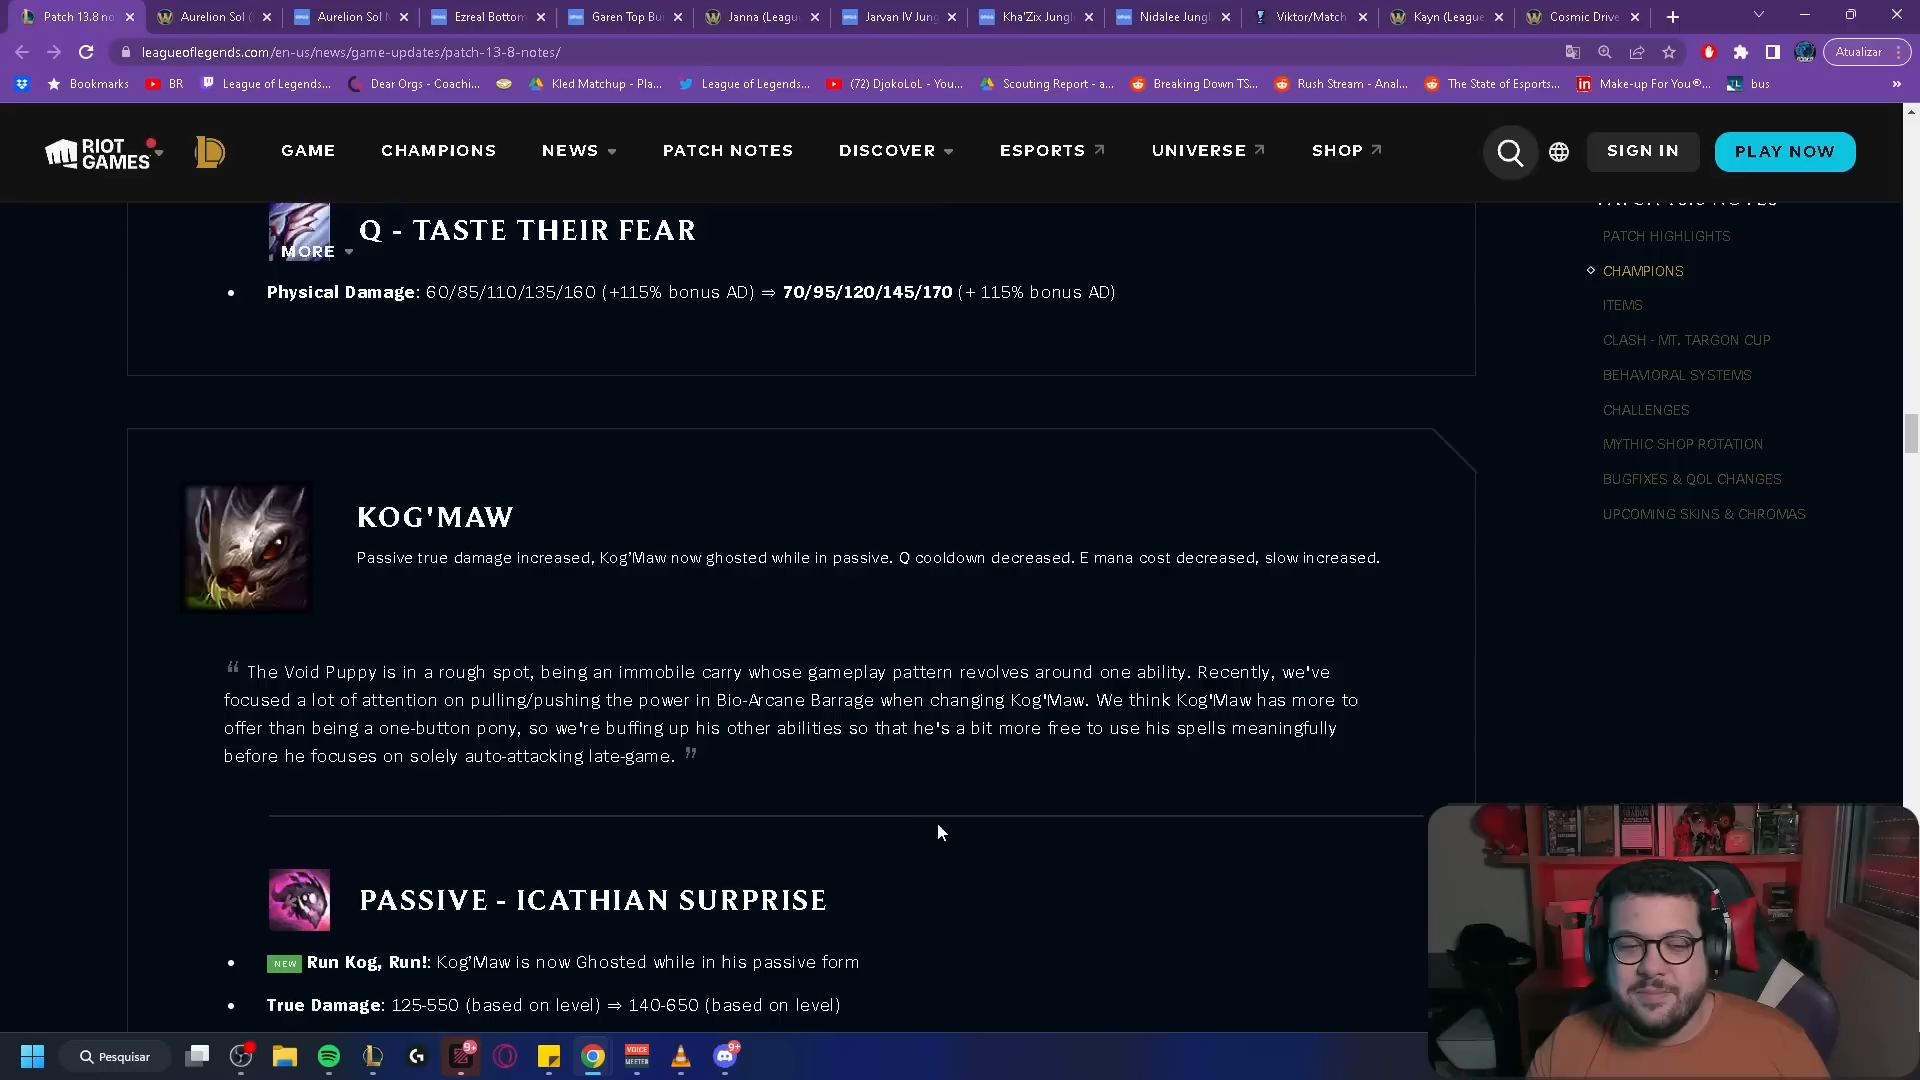 Patch 13.8 no
Aurelion Sol (
Aurelion Sol M
Ezreal Bottom
Garen Top Bu
Janna (Leagu
Jarvan IV Jung
Kha'Zix Jungl
Nidalee Jungl
Viktor/Match
Kayn (League
Cosmic Drive
leagueoflegends.com/en-us/news/game-updates/patch-13-8-notes/
Atualizar
Bookmarks
BR
League of Legends...
Dear Orgs - Coachi...
Kled Matchup - Pla...
League of Legends...
(72) DjokoLoL - You...
Scouting Report - a...
Breaking Down TS...
Rush Stream - Anal...
The State of Esports...
Make-up For You®...
bus
RIOT GAMES
GAME
CHAMPIONS
NEWS
PATCH NOTES
DISCOVER
ESPORTS
UNIVERSE
SHOP
SIGN IN
PLAY NOW
MORE
Q - TASTE THEIR FEAR
Physical Damage: 60/85/110/135/160 (+115% bonus AD) ⇒ 70/95/120/145/170 (+ 115% bonus AD)
PATCH 13.8 NOTES
PATCH HIGHLIGHTS
CHAMPIONS
ITEMS
CLASH - MT. TARGON CUP
BEHAVIORAL SYSTEMS
CHALLENGES
MYTHIC SHOP ROTATION
BUGFIXES & QOL CHANGES
UPCOMING SKINS & CHROMAS
KOG'MAW
Passive true damage increased, Kog'Maw now ghosted while in passive. Q cooldown decreased. E mana cost decreased, slow increased.
“ The Void Puppy is in a rough spot, being an immobile carry whose gameplay pattern revolves around one ability. Recently, we've
focused a lot of attention on pulling/pushing the power in Bio-Arcane Barrage when changing Kog'Maw. We think Kog'Maw has more to
offer than being a one-button pony, so we're buffing up his other abilities so that he's a bit more free to use his spells meaningfully
before he focuses on solely auto-attacking late-game. ”
PASSIVE - ICATHIAN SURPRISE
NEW Run Kog, Run!: Kog'Maw is now Ghosted while in his passive form
True Damage: 125-550 (based on level) ⇒ 140-650 (based on level)
Pesquisar
9+
VOICE
MEETER
9+